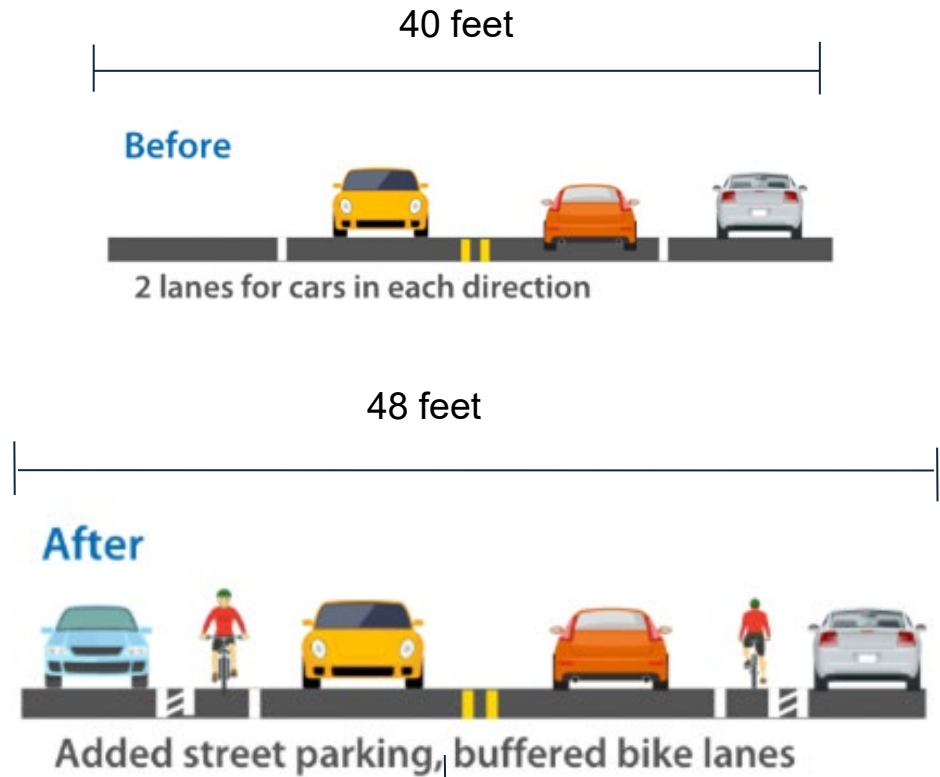 40 feet
Before
2 lanes for cars in each direction
48 feet
After
Added street parking, buffered bike lanes